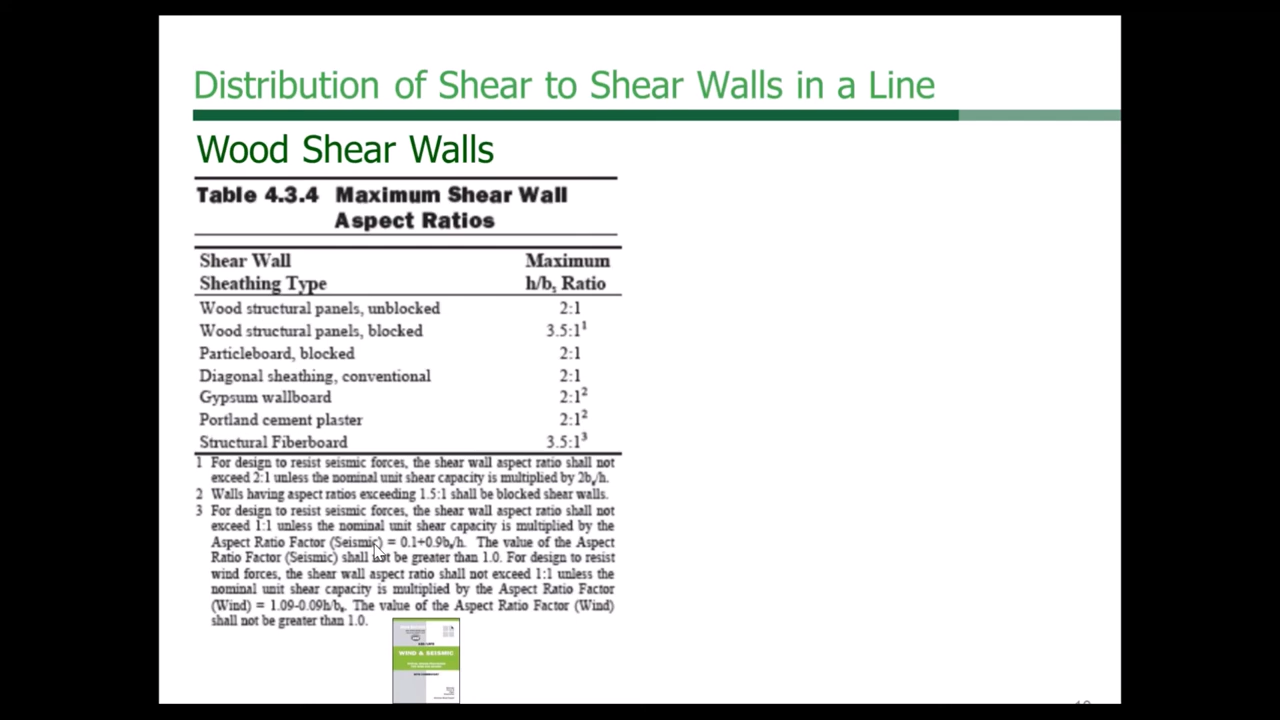 Distribution of Shear to Shear Walls in a Line
Wood Shear Walls
Table 4.3.4 Maximum Shear Wall
Aspect Ratios
Shear Wall Maximum
Sheathing Type h/bs Ratio
Wood structural panels, unblocked 2:1
Wood structural panels, blocked 3.5:1¹
Particleboard, blocked 2:1
Diagonal sheathing, conventional 2:1
Gypsum wallboard 2:1²
Portland cement plaster 2:1²
Structural Fiberboard 3.5:1³
1 For design to resist seismic forces, the shear wall aspect ratio shall not
exceed 2:1 unless the nominal unit shear capacity is multiplied by 2bs/h.
2 Walls having aspect ratios exceeding 1.5:1 shall be blocked shear walls.
3 For design to resist seismic forces, the shear wall aspect ratio shall not
exceed 1:1 unless the nominal unit shear capacity is multiplied by the
Aspect Ratio Factor (Seismic) = 0.1+0.9bs/h. The value of the Aspect
Ratio Factor (Seismic) shall not be greater than 1.0. For design to resist
wind forces, the shear wall aspect ratio shall not exceed 1:1 unless the
nominal unit shear capacity is multiplied by the Aspect Ratio Factor
(Wind) = 1.09-0.09h/bs. The value of the Aspect Ratio Factor (Wind)
shall not be greater than 1.0.
WIND & SEISMIC